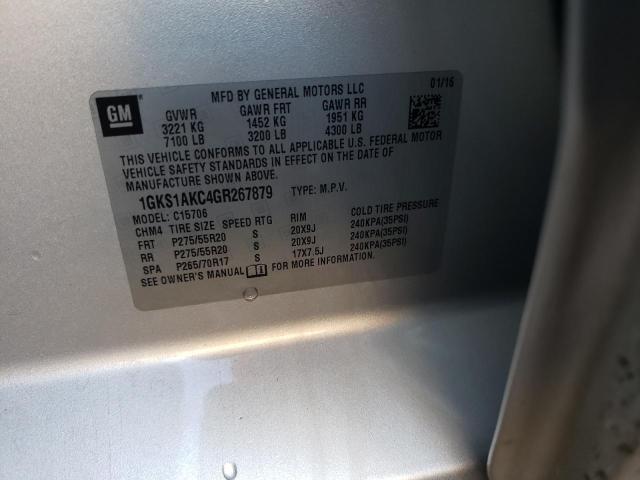 GM
MFD BY GENERAL MOTORS LLC 01/16
GVWR GAWR FRT GAWR RR
3221 KG 1452 KG 1951 KG
7100 LB 3200 LB 4300 LB
THIS VEHICLE CONFORMS TO ALL APPLICABLE U.S. FEDERAL MOTOR
VEHICLE SAFETY STANDARDS IN EFFECT ON THE DATE OF
MANUFACTURE SHOWN ABOVE.
1GKS1AKC4GR267879 TYPE: M.P.V.
MODEL: C15706
CHM4 TIRE SIZE SPEED RTG RIM COLD TIRE PRESSURE
FRT P275/55R20 S 20X9J 240KPA(35PSI)
RR P275/55R20 S 20X9J 240KPA(35PSI)
SPA P265/70R17 S 17X7.5J 240KPA(35PSI)
SEE OWNER'S MANUAL FOR MORE INFORMATION.